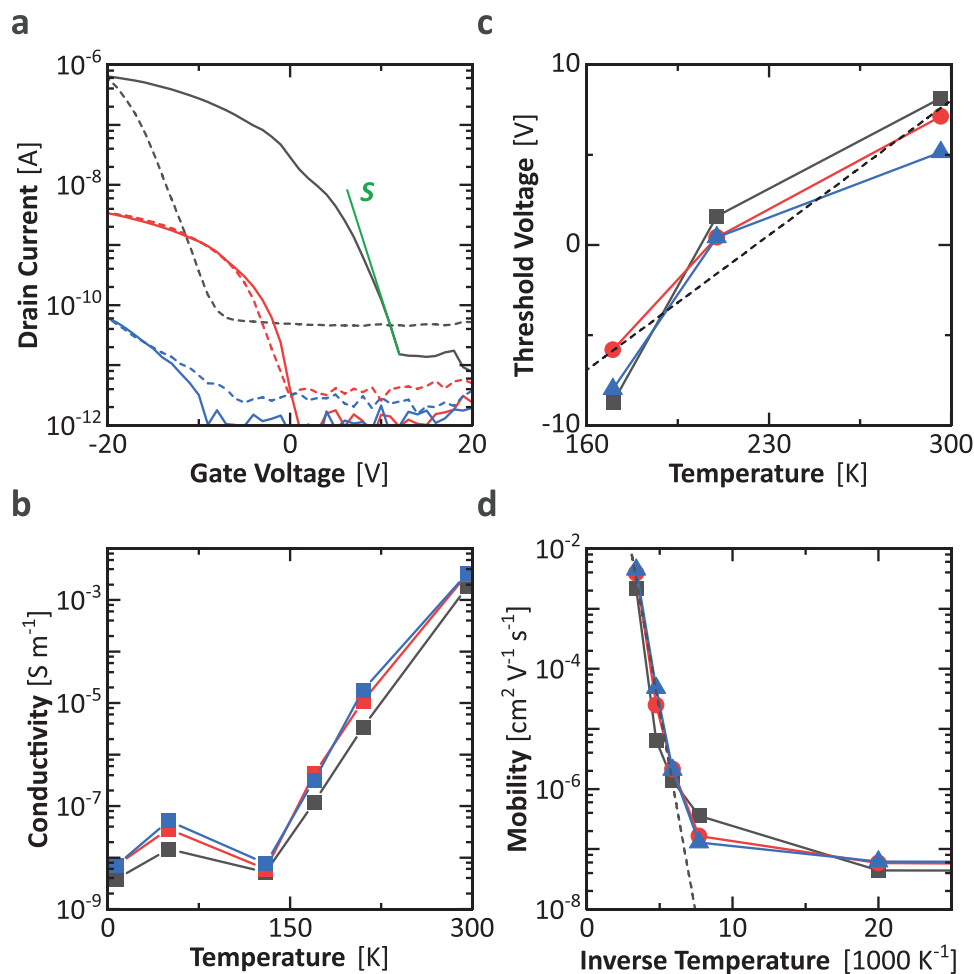 a
10⁻⁶
10⁻⁸
10⁻¹⁰
10⁻¹²
Drain Current [A]
S
-20
0
20
Gate Voltage [V]
c
10
0
-10
Threshold Voltage [V]
160
230
300
Temperature [K]
b
10⁻³
10⁻⁵
10⁻⁷
10⁻⁹
Conductivity [S m⁻¹]
0
150
300
Temperature [K]
d
10⁻²
10⁻⁴
10⁻⁶
10⁻⁸
Mobility [cm² V⁻¹ s⁻¹]
0
10
20
Inverse Temperature [1000 K⁻¹]